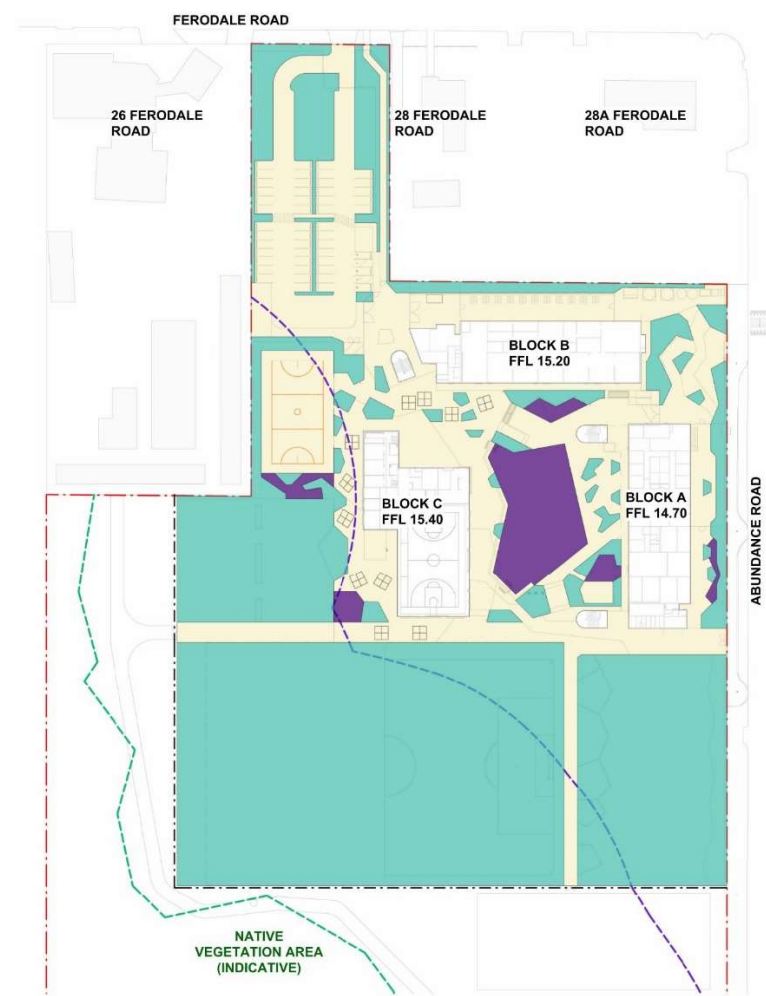 FERODALE ROAD
26 FERODALE
ROAD
28 FERODALE
ROAD
28A FERODALE
ROAD
BLOCK B
FFL 15.20
BLOCK C
FFL 15.40
BLOCK A
FFL 14.70
ABUNDANCE ROAD
NATIVE
VEGETATION AREA
(INDICATIVE)